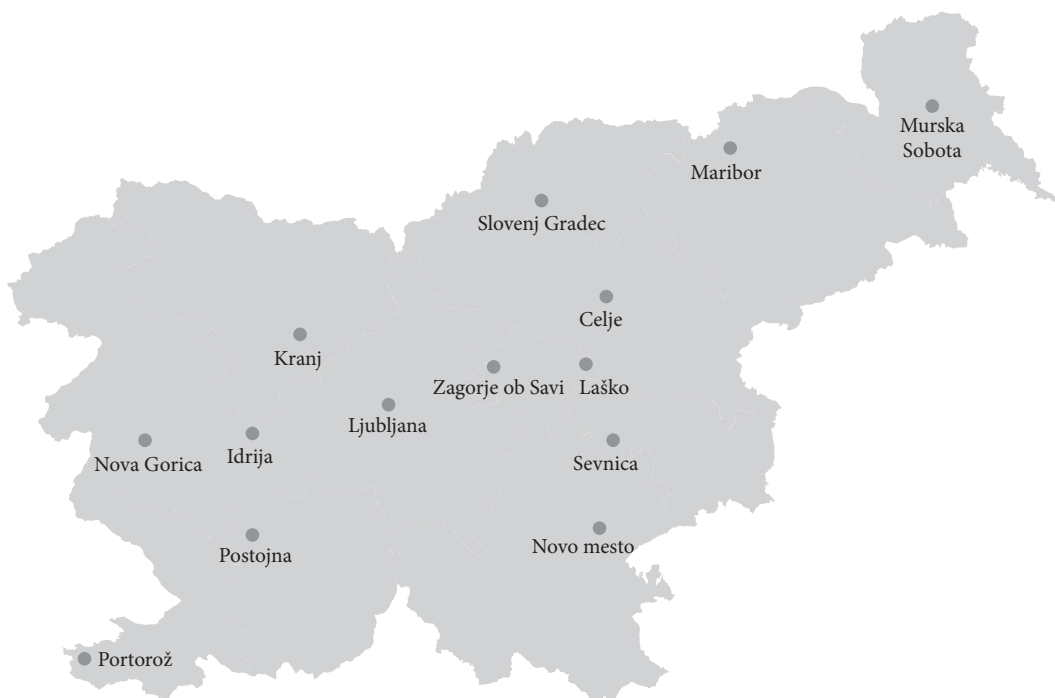 Murska
Sobota
Maribor
Slovenj Gradec
Celje
Kranj
Zagorje ob Savi
Laško
Ljubljana
Nova Gorica
Idrija
Sevnica
Postojna
Novo mesto
Portorož